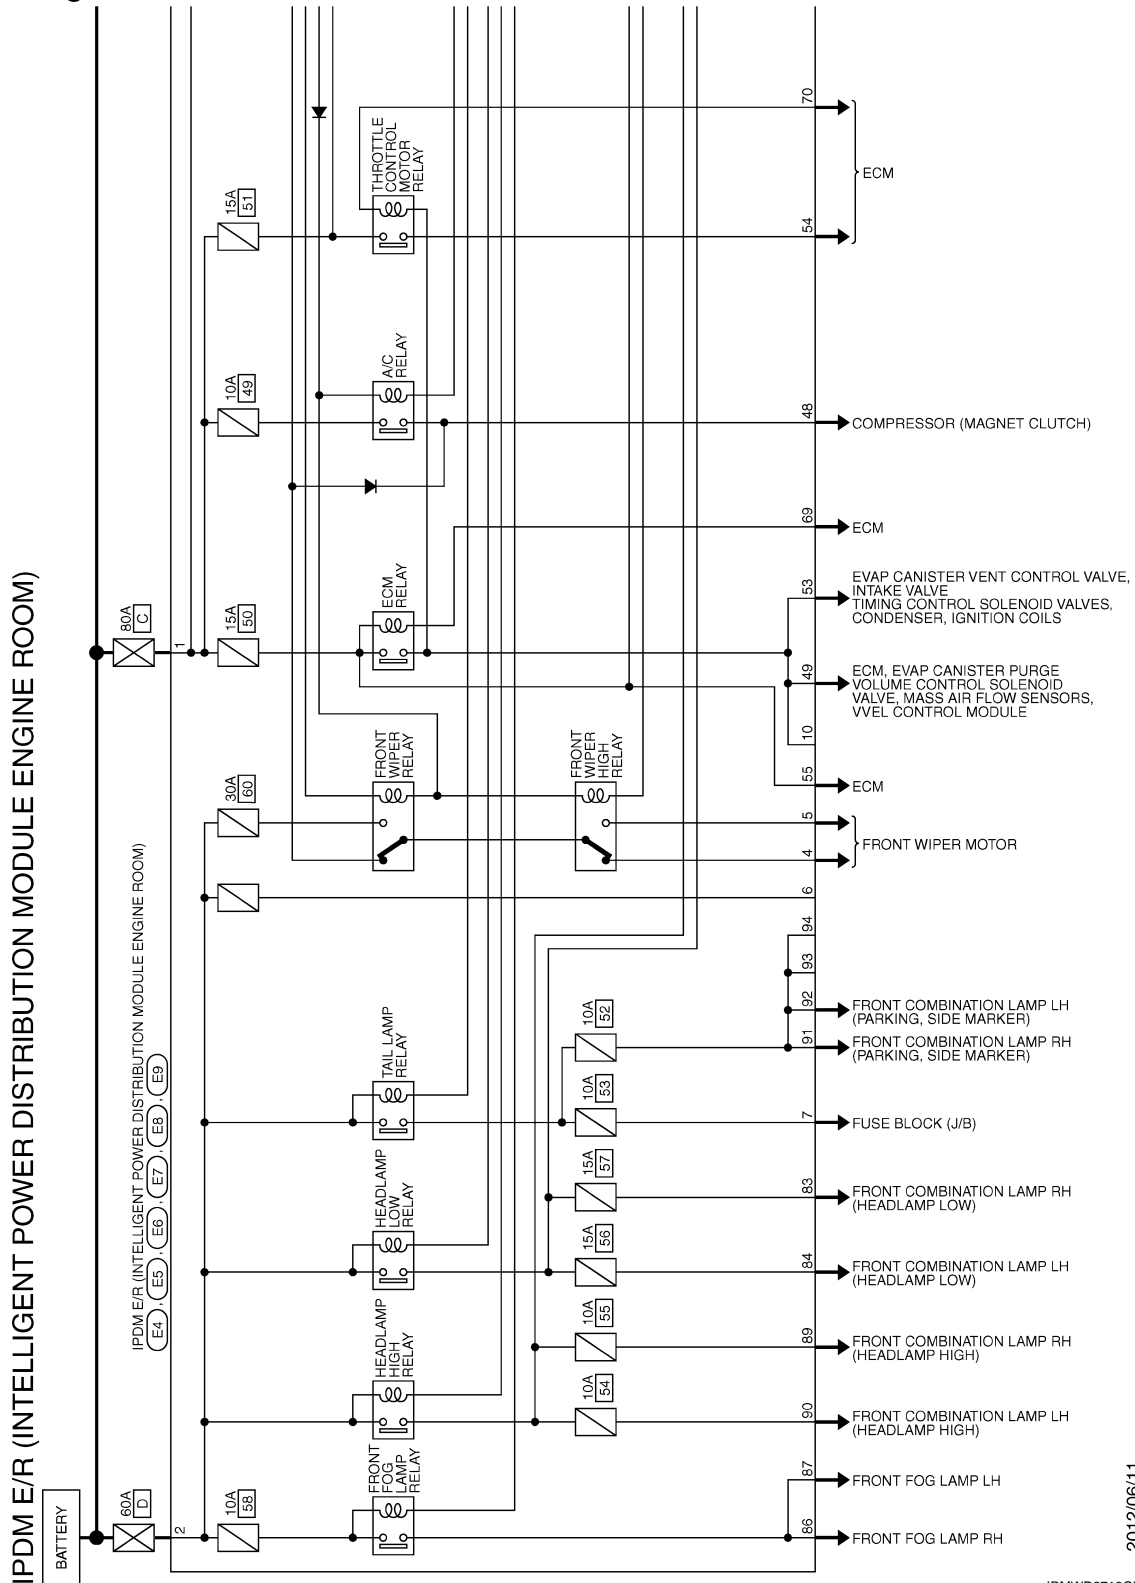 IPDM E/R (INTELLIGENT POWER DISTRIBUTION MODULE ENGINE ROOM)
BATTERY
60A
D
80A
C
2
1
IPDM E/R (INTELLIGENT POWER DISTRIBUTION MODULE ENGINE ROOM)
E4 , E5 , E6 , E7 , E8 , E9
10A
58
30A
60
15A
50
10A
49
15A
51
FRONT
FOG
LAMP
RELAY
HEADLAMP
HIGH
RELAY
HEADLAMP
LOW
RELAY
TAIL LAMP
RELAY
FRONT
WIPER
RELAY
ECM
RELAY
A/C
RELAY
THROTTLE
CONTROL
MOTOR
RELAY
10A
54
10A
55
15A
56
15A
57
10A
53
10A
52
FRONT
WIPER
HIGH
RELAY
70
54
ECM
48
COMPRESSOR (MAGNET CLUTCH)
69
ECM
53
EVAP CANISTER VENT CONTROL VALVE,
INTAKE VALVE
TIMING CONTROL SOLENOID VALVES,
CONDENSER, IGNITION COILS
49
ECM, EVAP CANISTER PURGE
VOLUME CONTROL SOLENOID
VALVE, MASS AIR FLOW SENSORS,
VVEL CONTROL MODULE
10
55
ECM
5
4
FRONT WIPER MOTOR
6
94
93
92
FRONT COMBINATION LAMP LH
(PARKING, SIDE MARKER)
91
FRONT COMBINATION LAMP RH
(PARKING, SIDE MARKER)
7
FUSE BLOCK (J/B)
83
FRONT COMBINATION LAMP RH
(HEADLAMP LOW)
84
FRONT COMBINATION LAMP LH
(HEADLAMP LOW)
89
FRONT COMBINATION LAMP RH
(HEADLAMP HIGH)
90
FRONT COMBINATION LAMP LH
(HEADLAMP HIGH)
87
FRONT FOG LAMP LH
86
FRONT FOG LAMP RH
2012/06/11